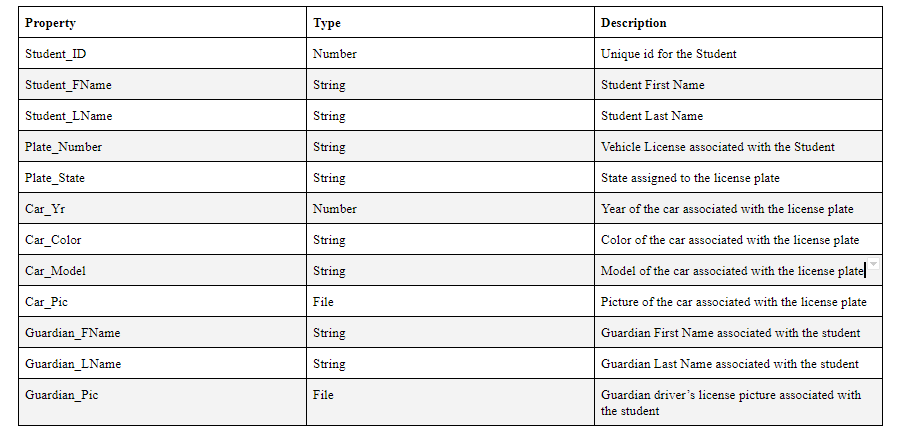 Property Type Description
Student_ID Number Unique id for the Student
Student_FName String Student First Name
Student_LName String Student Last Name
Plate_Number String Vehicle License associated with the Student
Plate_State String State assigned to the license plate
Car_Yr Number Year of the car associated with the license plate
Car_Color String Color of the car associated with the license plate
Car_Model String Model of the car associated with the license plate
Car_Pic File Picture of the car associated with the license plate
Guardian_FName String Guardian First Name associated with the student
Guardian_LName String Guardian Last Name associated with the student
Guardian_Pic File Guardian driver’s license picture associated with
the student